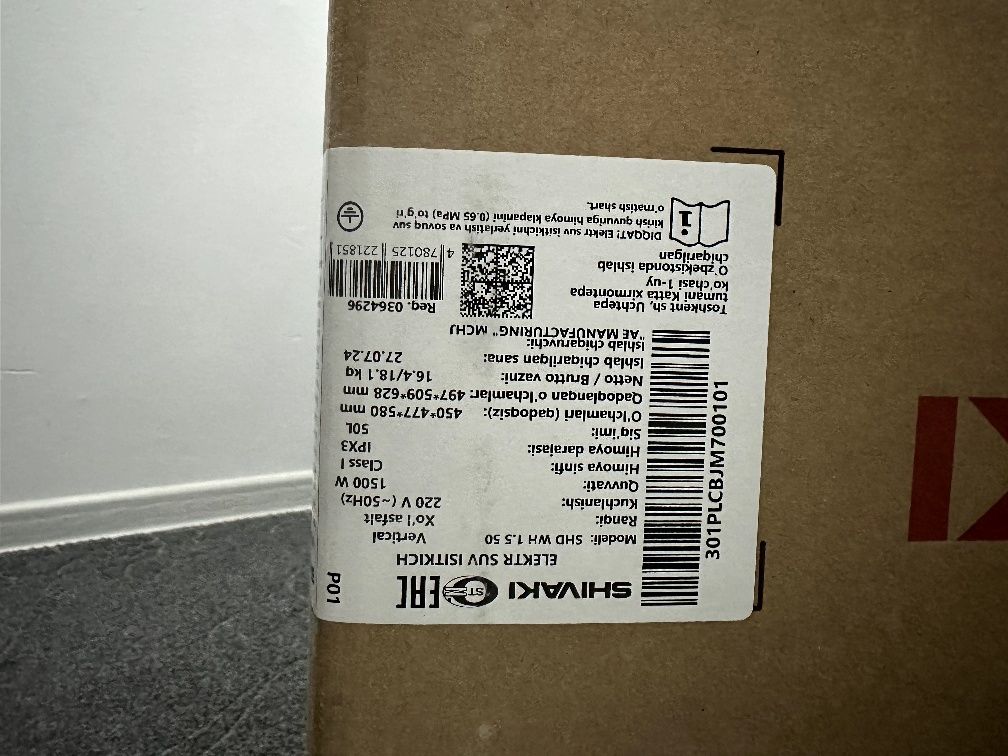 SHIVAKI
EAC
P01
ELEKTR SUV ISITKICH
Modeli: SHD WH 1.5 50 Vertical
Rangi: Xo'l asfalt
Kuchlanish: 220 V (~50Hz)
Quvvati: 1500 W
Himoya sinfi: Class I
Himoya darajasi: IPX3
Sig'imi: 50L
O'lchamlari (qadoqsiz): 450*477*580 mm
Qadoqlangan o'lchamlar: 497*509*628 mm
Netto / Brutto vazni: 16.4/18.1 kg
Ishlab chiqarilgan sana: 27.07.24
Ishlab chiqaruvchi:
"AE MANUFACTURING" MCHJ
Toshkent sh, Uchtepa
tumani Katta xirmontepa
ko'chasi 1-uy
O'zbekistonda ishlab
chiqarilgan
Reg. 0364296
4 780125 221851
DIQQAT! Elektr suv isitkichni yerlatish va sovuq suv
kirish quvuriga himoya klapanini (0.65 MPa) to'g'ri
o'rnatish shart.
301PLCBJM700101